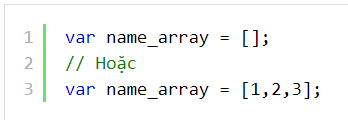 1 var name_array = [];
2 // Hoặc
3 var name_array = [1,2,3];